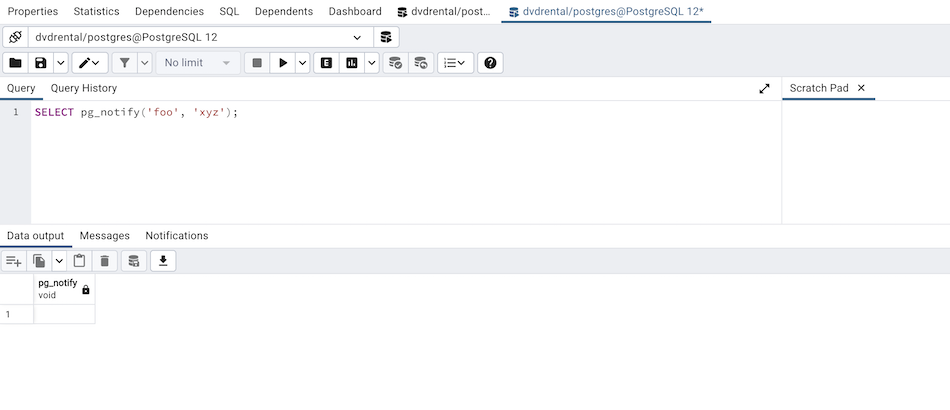 Properties Statistics Dependencies SQL Dependents Dashboard dvdrental/post... dvdrental/postgres@PostgreSQL 12*
dvdrental/postgres@PostgreSQL 12
No limit E
Query Query History Scratch Pad
1 SELECT pg_notify('foo', 'xyz');
Data output Messages Notifications
pg_notify
void
1